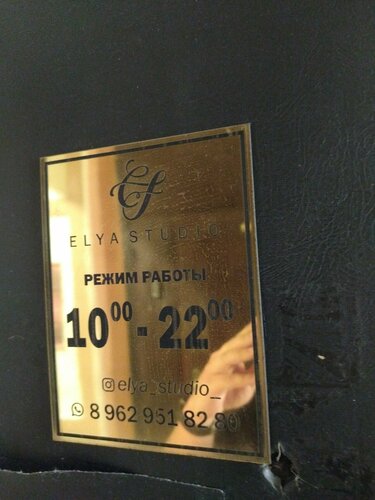 ES
ELYA STUDIO
РЕЖИМ РАБОТЫ
10⁰⁰ - 22⁰⁰
elya_studio_
8 962 951 82 80